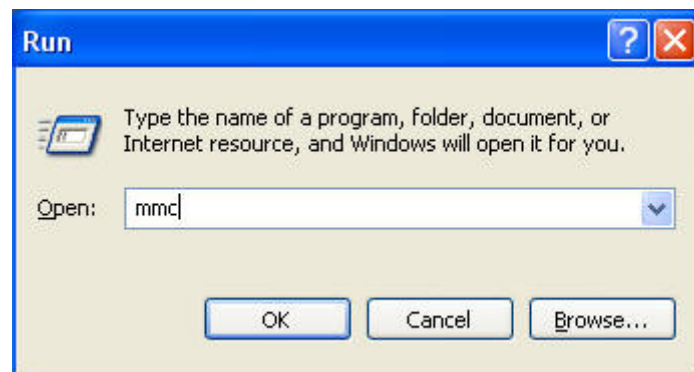 Run
Type the name of a program, folder, document, or
Internet resource, and Windows will open it for you.
Open: mmc
OK Cancel Browse...